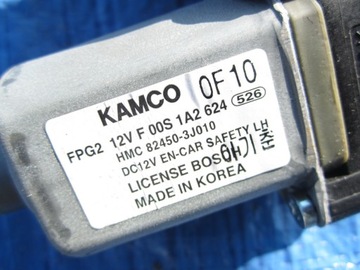 KAMCO 0F10
FPG2 12V F 00S 1A2 624 526
HMC 82450-3J010
DC12V EN-CAR SAFETY LH
LICENSE BOSCH
MADE IN KOREA